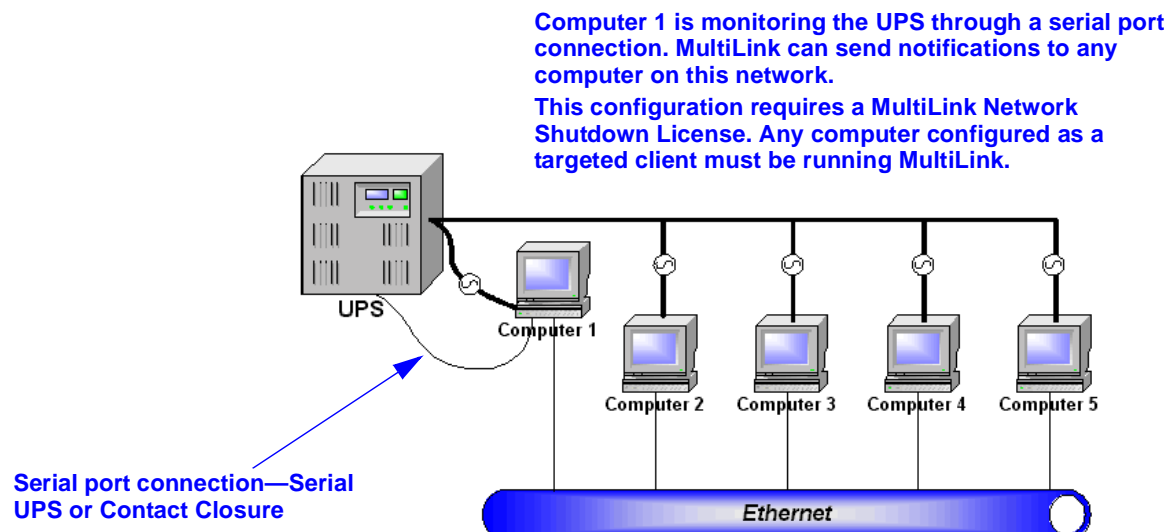 Computer 1 is monitoring the UPS through a serial port
connection. MultiLink can send notifications to any
computer on this network.
This configuration requires a MultiLink Network
Shutdown License. Any computer configured as a
targeted client must be running MultiLink.
UPS
Computer 1
Computer 2
Computer 3
Computer 4
Computer 5
Serial port connection—Serial
UPS or Contact Closure
Ethernet